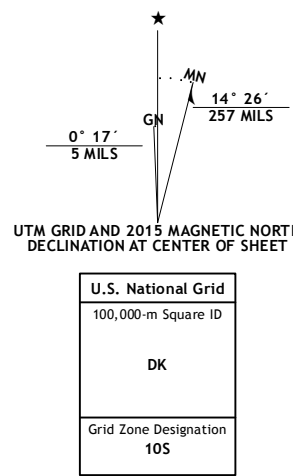 ★
MN
GN
14° 26´
257 MILS
0° 17´
5 MILS
UTM GRID AND 2015 MAGNETIC NORTH
DECLINATION AT CENTER OF SHEET
U.S. National Grid
100,000-m Square ID
DK
Grid Zone Designation
10S